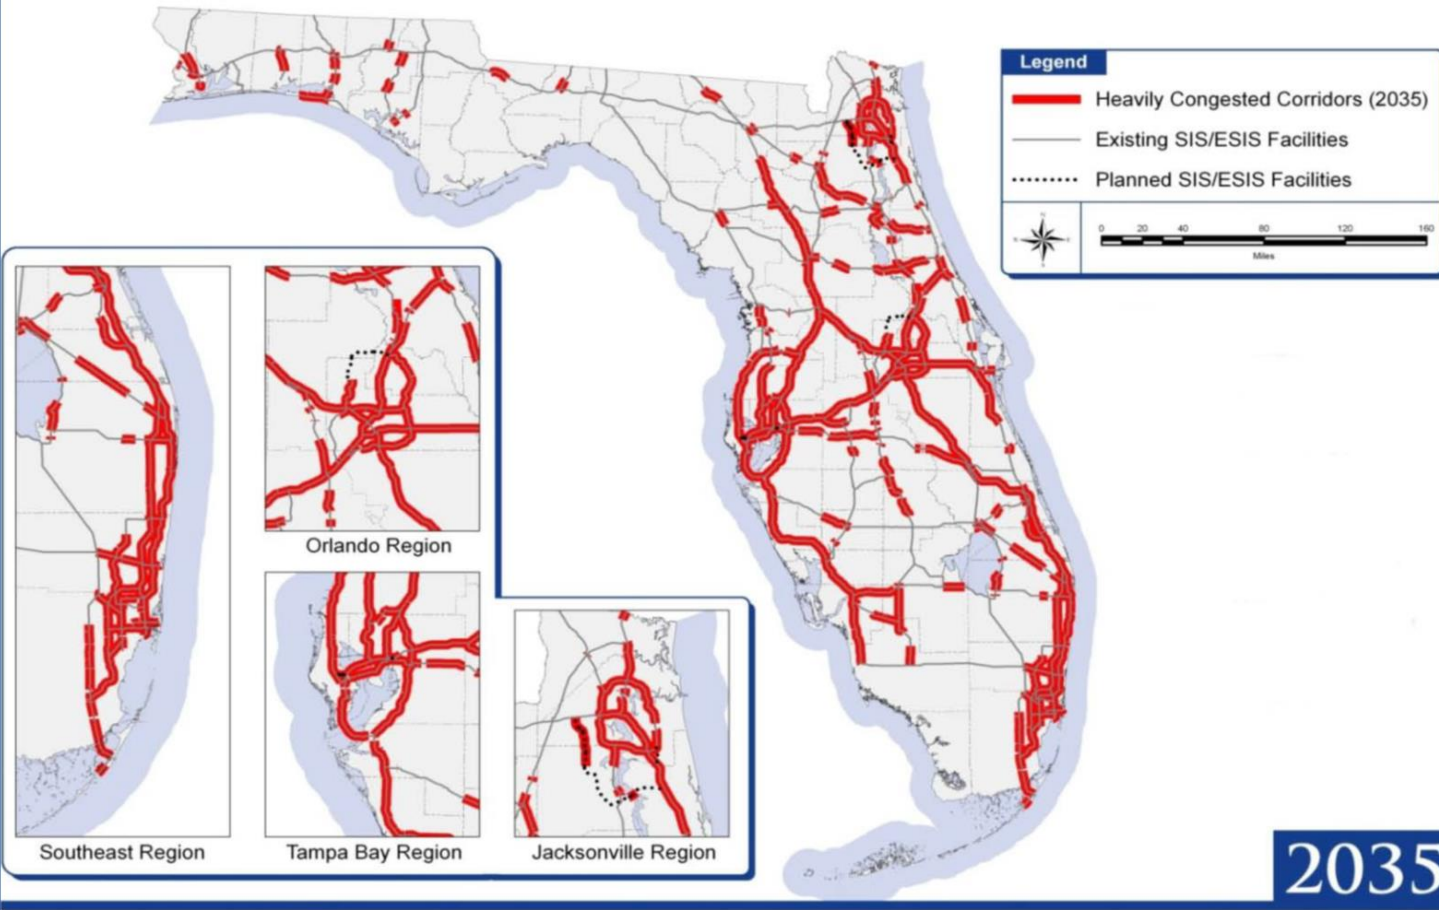 Legend
Heavily Congested Corridors (2035)
Existing SIS/ESIS Facilities
Planned SIS/ESIS Facilities
0 20 40 80 120 160
Miles
Orlando Region
Southeast Region
Tampa Bay Region
Jacksonville Region
2035